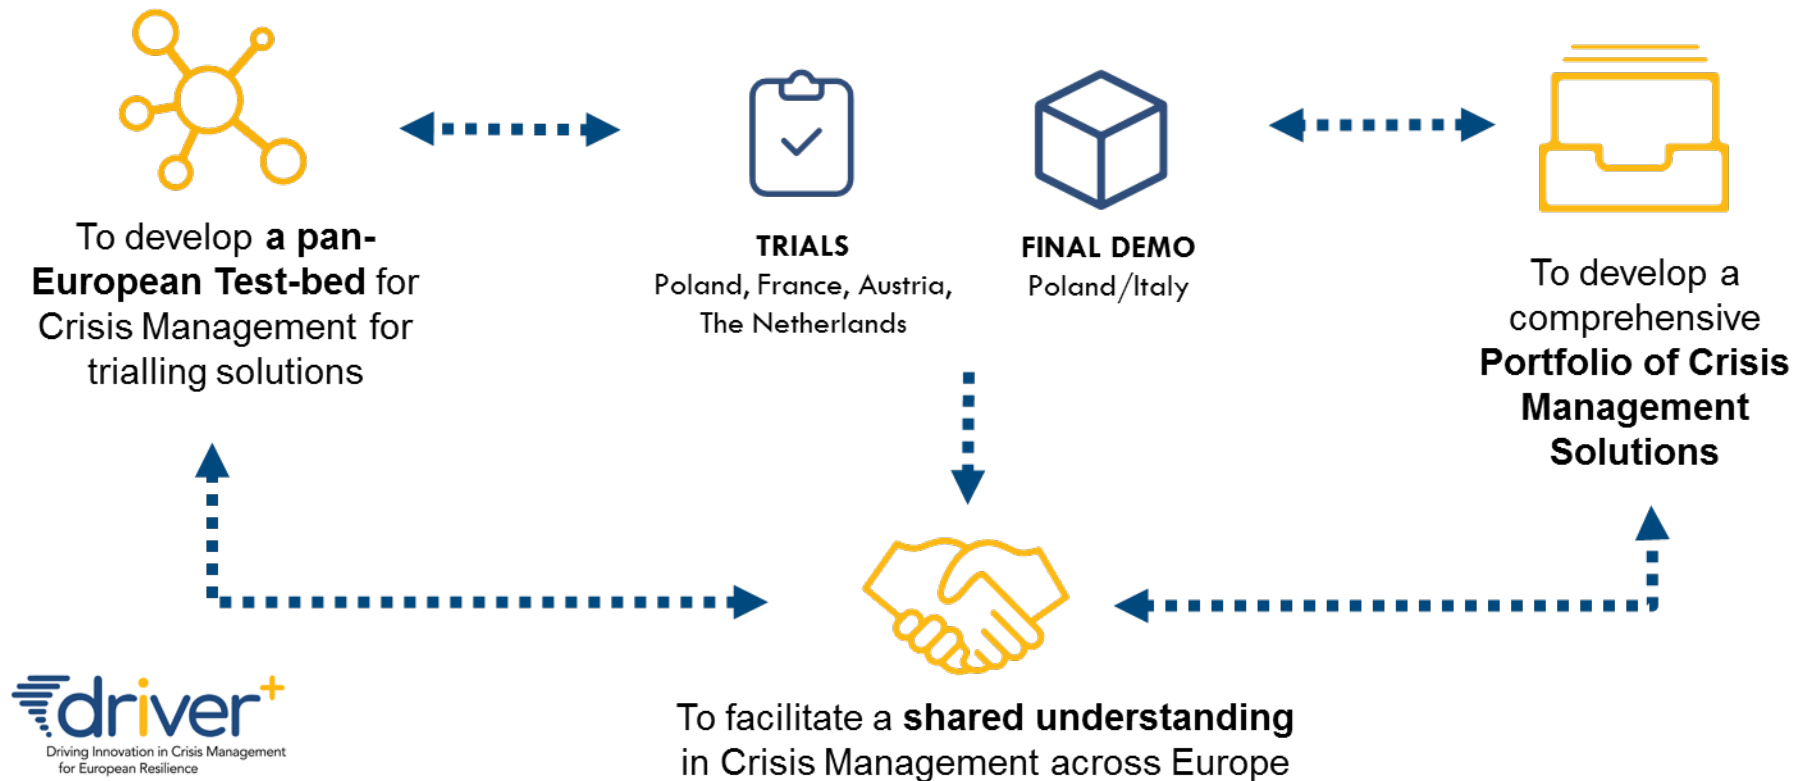 To develop a pan-
European Test-bed for
Crisis Management for
trialling solutions
TRIALS
Poland, France, Austria,
The Netherlands
FINAL DEMO
Poland/Italy
To develop a
comprehensive
Portfolio of Crisis
Management
Solutions
To facilitate a shared understanding
in Crisis Management across Europe
driver+
Driving Innovation in Crisis Management
for European Resilience